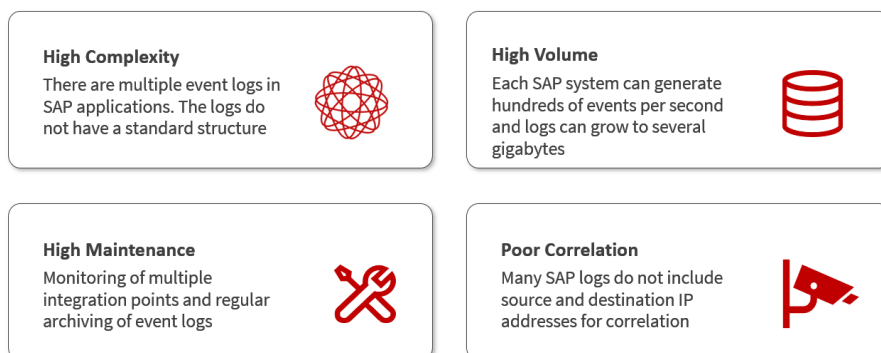 High Complexity
There are multiple event logs in
SAP applications. The logs do
not have a standard structure
High Volume
Each SAP system can generate
hundreds of events per second
and logs can grow to several
gigabytes
High Maintenance
Monitoring of multiple
integration points and regular
archiving of event logs
Poor Correlation
Many SAP logs do not include
source and destination IP
addresses for correlation